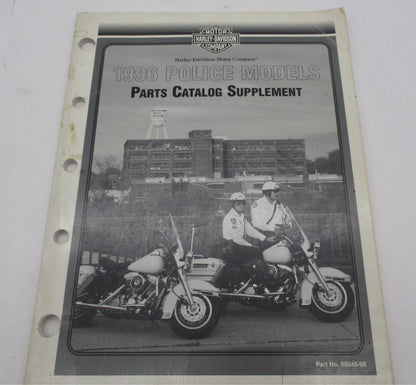 MOTOR
HARLEY-DAVIDSON
COMPANY
Harley-Davidson Motor Company®
1996 POLICE MODELS
PARTS CATALOG SUPPLEMENT
Part No. 99545-96